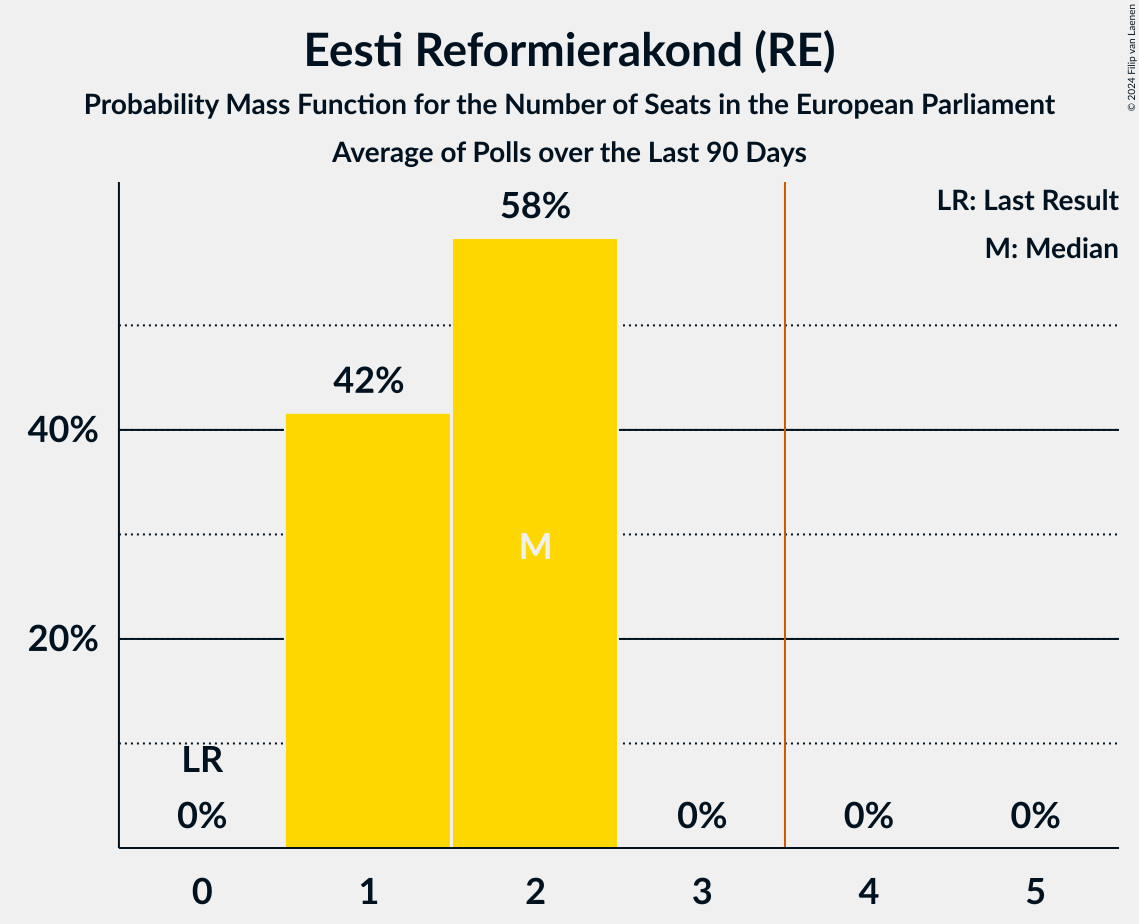 Eesti Reformierakond (RE)
Probability Mass Function for the Number of Seats in the European Parliament
Average of Polls over the Last 90 Days
© 2024 Filip van Laenen
LR: Last Result
M: Median
58%
42%
40%
M
20%
LR
0%
0%
0%
0%
0
1
2
3
4
5